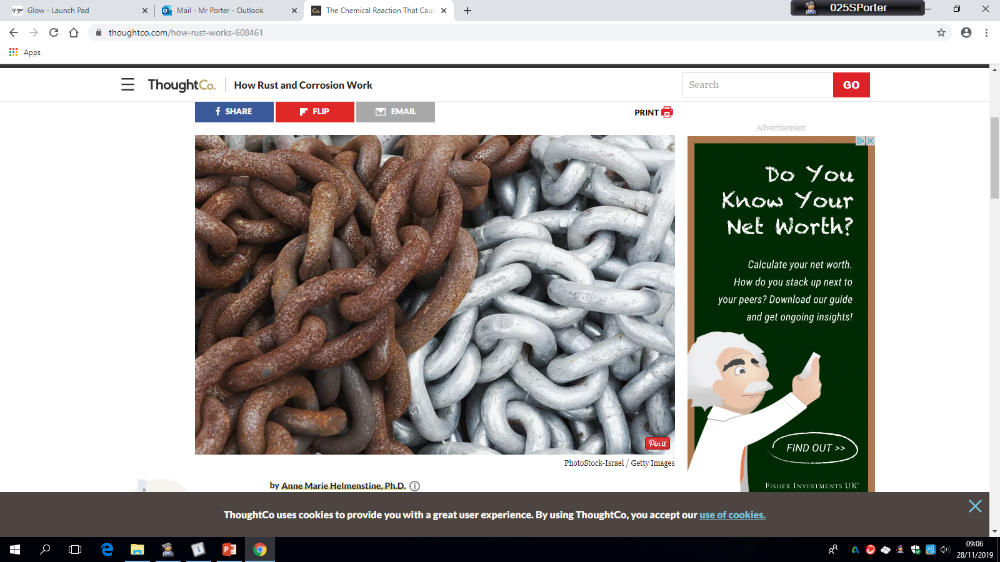 Glow - Launch Pad
Mail - Mr Porter - Outlook
Co.
The Chemical Reaction That Caus
025SPorter
thoughtco.com/how-rust-works-608461
Apps
ThoughtCo.
How Rust and Corrosion Work
Search
GO
SHARE
FLIP
EMAIL
PRINT
Advertisement
Do You
Know Your
Net Worth?
Calculate your net worth.
How do you stack up next to
your peers? Download our guide
and get ongoing insights!
FIND OUT >>
FISHER INVESTMENTS UK®
Pin it
PhotoStock-Israel / Getty Images
by Anne Marie Helmenstine, Ph.D.
ThoughtCo uses cookies to provide you with a great user experience. By using ThoughtCo, you accept our use of cookies.
09:06
28/11/2019